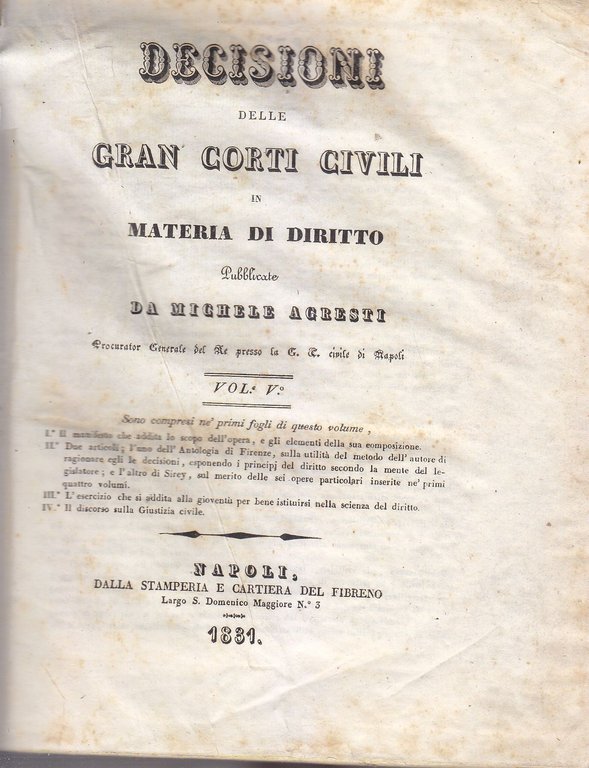 DECISIONI
DELLE
GRAN CORTI CIVILI
IN
MATERIA DI DIRITTO
Pubblicate
DA MICHELE AGRESTI
Procurator Generale del Re presso la G. C. civile di Napoli
VOL.e V.o
Sono compresi ne' primi fogli di questo volume,
I.o Il manifesto che addita lo scopo dell'opera, e gli elementi della sua composizione.
II.o Due articoli; l'uno dell'Antologia di Firenze, sulla utilità del metodo dell'autore di
ragionare egli le decisioni, esponendo i principj del diritto secondo la mente del le-
gislatore; e l'altro di Sirey, sul merito delle sei opere particolari inserite ne' primi
quattro volumi.
III.o L'esercizio che si addita alla gioventù per bene istituirsi nella scienza del diritto.
IV.o Il discorso sulla Giustizia civile.
NAPOLI,
DALLA STAMPERIA E CARTIERA DEL FIBRENO
Largo S. Domenico Maggiore N.o 3
1831.